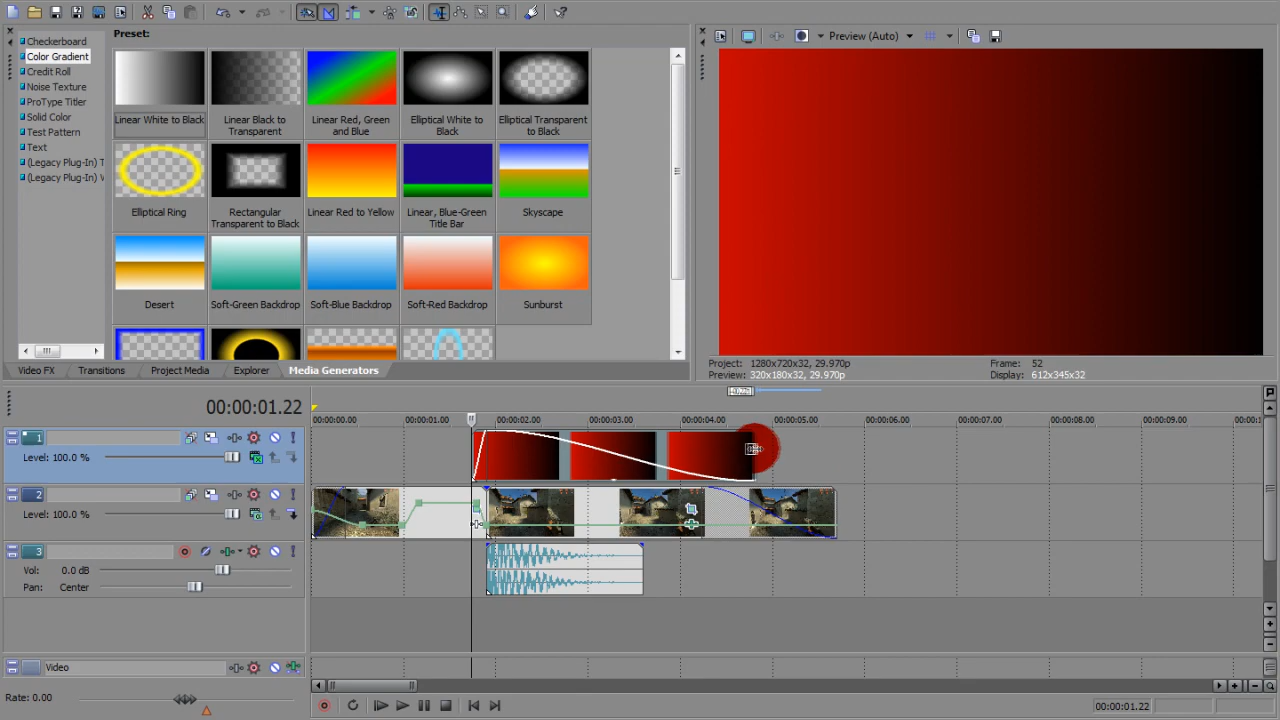 Preset:
Checkerboard
Color Gradient
Credit Roll
Noise Texture
ProType Titler
Solid Color
Test Pattern
Text
(Legacy Plug-In) T
(Legacy Plug-In) V
Linear White to Black
Linear Black to Transparent
Linear Red, Green and Blue
Elliptical White to Black
Elliptical Transparent to Black
Elliptical Ring
Rectangular Transparent to Black
Linear Red to Yellow
Linear, Blue-Green Title Bar
Skyscape
Desert
Soft-Green Backdrop
Soft-Blue Backdrop
Soft-Red Backdrop
Sunburst
Video FX
Transitions
Project Media
Explorer
Media Generators
Preview (Auto)
Project: 1280x720x32, 29.970p
Frame: 52
Preview: 320x180x32, 29.970p
Display: 612x345x32
00:00:01.22
00:00:00.00
00:00:01.00
00:00:02.00
00:00:03.00
00:00:04.00
00:00:05.00
00:00:06.00
00:00:07.00
00:00:08.00
00:00:09.00
00:00:1
1
Level: 100.0 %
2
Level: 100.0 %
3
Vol: 0.0 dB
Pan: Center
Video
Rate: 0.00
00:00:01.22